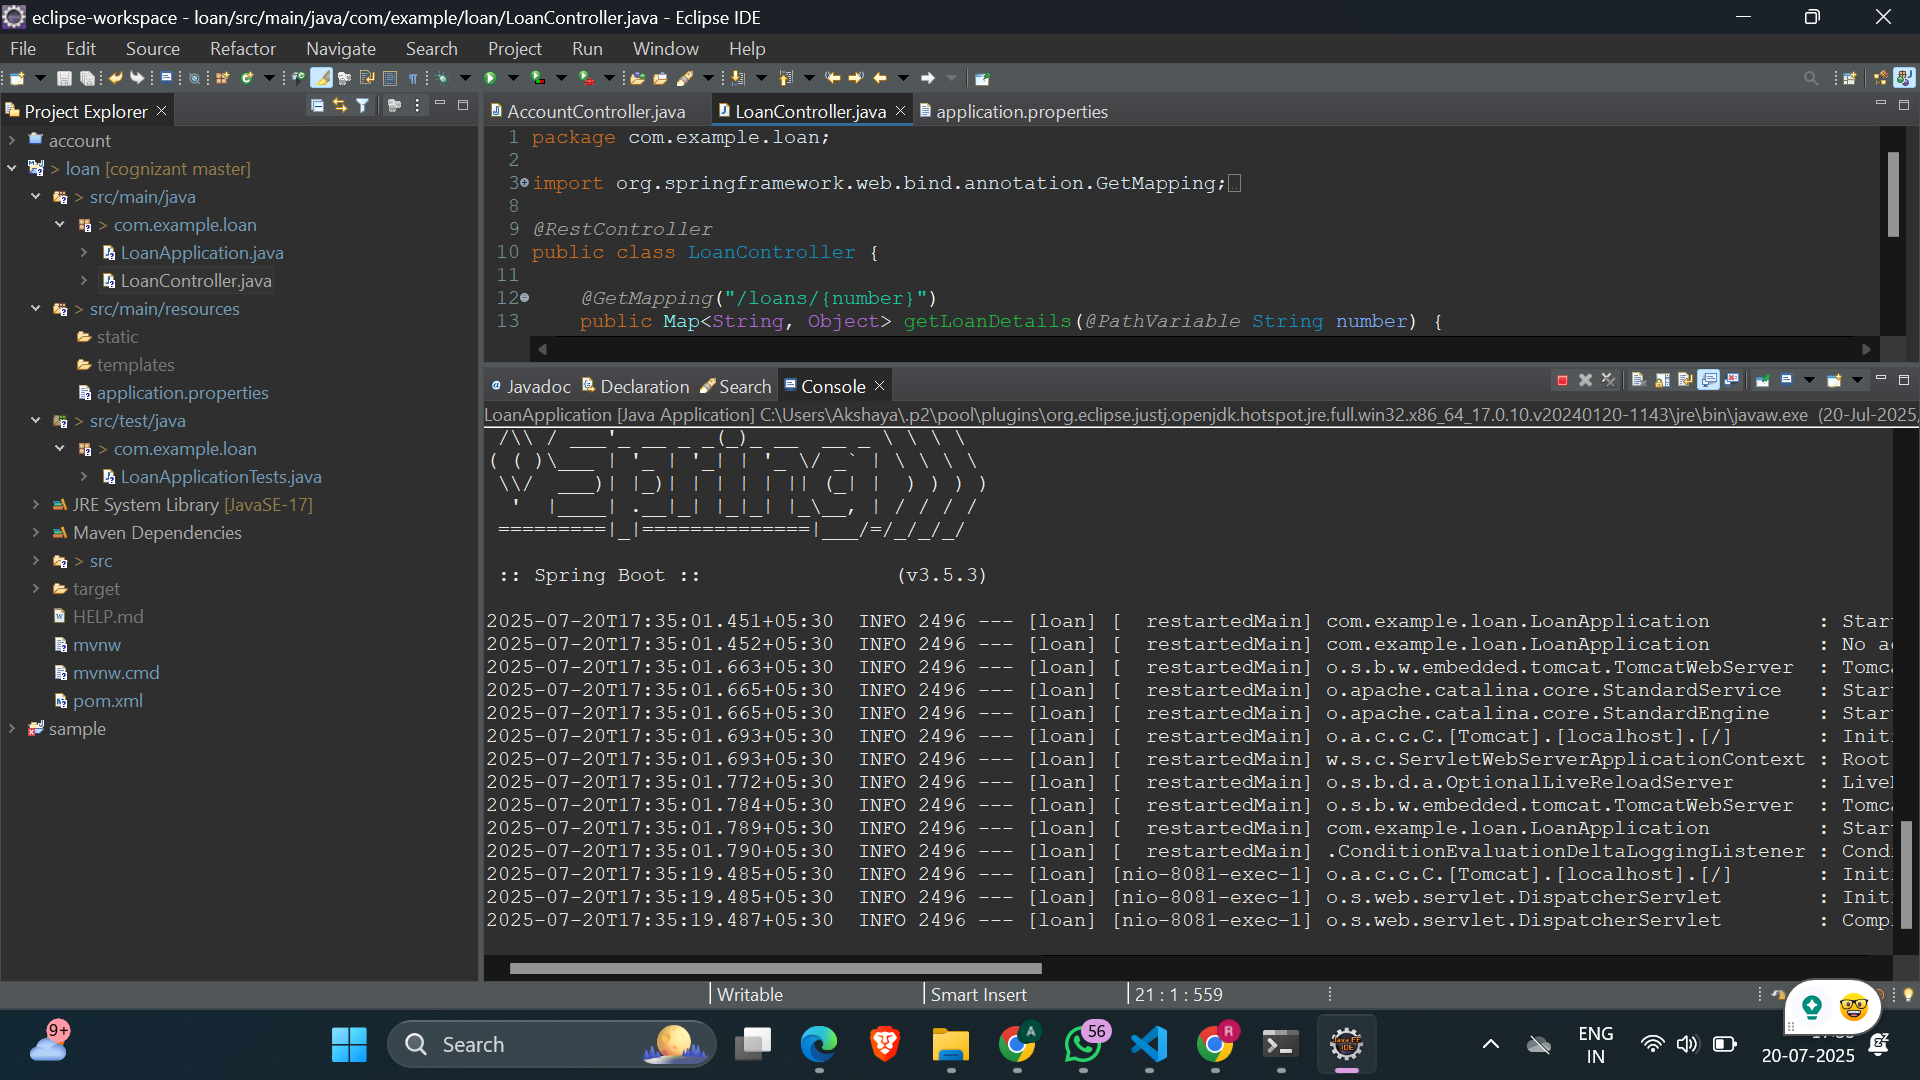 eclipse-workspace - loan/src/main/java/com/example/loan/LoanController.java - Eclipse IDE
File Edit Source Refactor Navigate Search Project Run Window Help
Project Explorer
account
> loan [cognizant master]
> src/main/java
> com.example.loan
LoanApplication.java
LoanController.java
> src/main/resources
static
templates
application.properties
> src/test/java
> com.example.loan
LoanApplicationTests.java
JRE System Library [JavaSE-17]
Maven Dependencies
> src
target
HELP.md
mvnw
mvnw.cmd
pom.xml
sample
AccountController.java LoanController.java application.properties
1 package com.example.loan;
2
3 import org.springframework.web.bind.annotation.GetMapping;
8
9 @RestController
10 public class LoanController {
11
12 @GetMapping("/loans/{number}")
13 public Map<String, Object> getLoanDetails(@PathVariable String number) {
Javadoc Declaration Search Console
LoanApplication [Java Application] C:\Users\Akshaya\.p2\pool\plugins\org.eclipse.justj.openjdk.hotspot.jre.full.win32.x86_64_17.0.10.v20240120-1143\jre\bin\javaw.exe (20-Jul-2025,
 /\\ / ___'_ __ _ _(_)_ __  __ _ \ \ \ \
( ( )\___ | '_ | '_| | '_ \/ _` | \ \ \ \
 \\/  ___)| |_)| | | | | || (_| |  ) ) ) )
  '  |____| .__|_| |_|_| |_\__, | / / / /
 =========|_|==============|___/=/_/_/_/
:: Spring Boot :: (v3.5.3)
2025-07-20T17:35:01.451+05:30 INFO 2496 --- [loan] [ restartedMain] com.example.loan.LoanApplication : Star
2025-07-20T17:35:01.452+05:30 INFO 2496 --- [loan] [ restartedMain] com.example.loan.LoanApplication : No a
2025-07-20T17:35:01.663+05:30 INFO 2496 --- [loan] [ restartedMain] o.s.b.w.embedded.tomcat.TomcatWebServer : Tomc
2025-07-20T17:35:01.665+05:30 INFO 2496 --- [loan] [ restartedMain] o.apache.catalina.core.StandardService : Star
2025-07-20T17:35:01.665+05:30 INFO 2496 --- [loan] [ restartedMain] o.apache.catalina.core.StandardEngine : Star
2025-07-20T17:35:01.693+05:30 INFO 2496 --- [loan] [ restartedMain] o.a.c.c.C.[Tomcat].[localhost].[/] : Init
2025-07-20T17:35:01.693+05:30 INFO 2496 --- [loan] [ restartedMain] w.s.c.ServletWebServerApplicationContext : Root
2025-07-20T17:35:01.772+05:30 INFO 2496 --- [loan] [ restartedMain] o.s.b.d.a.OptionalLiveReloadServer : Live
2025-07-20T17:35:01.784+05:30 INFO 2496 --- [loan] [ restartedMain] o.s.b.w.embedded.tomcat.TomcatWebServer : Tomc
2025-07-20T17:35:01.789+05:30 INFO 2496 --- [loan] [ restartedMain] com.example.loan.LoanApplication : Star
2025-07-20T17:35:01.790+05:30 INFO 2496 --- [loan] [ restartedMain] .ConditionEvaluationDeltaLoggingListener : Cond
2025-07-20T17:35:19.485+05:30 INFO 2496 --- [loan] [nio-8081-exec-1] o.a.c.c.C.[Tomcat].[localhost].[/] : Init
2025-07-20T17:35:19.485+05:30 INFO 2496 --- [loan] [nio-8081-exec-1] o.s.web.servlet.DispatcherServlet : Init
2025-07-20T17:35:19.487+05:30 INFO 2496 --- [loan] [nio-8081-exec-1] o.s.web.servlet.DispatcherServlet : Comp
Writable Smart Insert 21 : 1 : 559
9+
Search
A
56
R
ENG
IN
20-07-2025